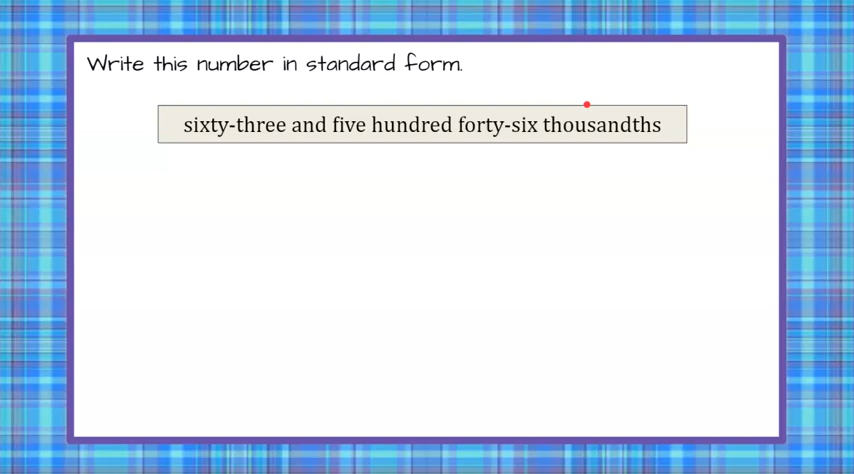 Write this number in standard form.
sixty-three and five hundred forty-six thousandths